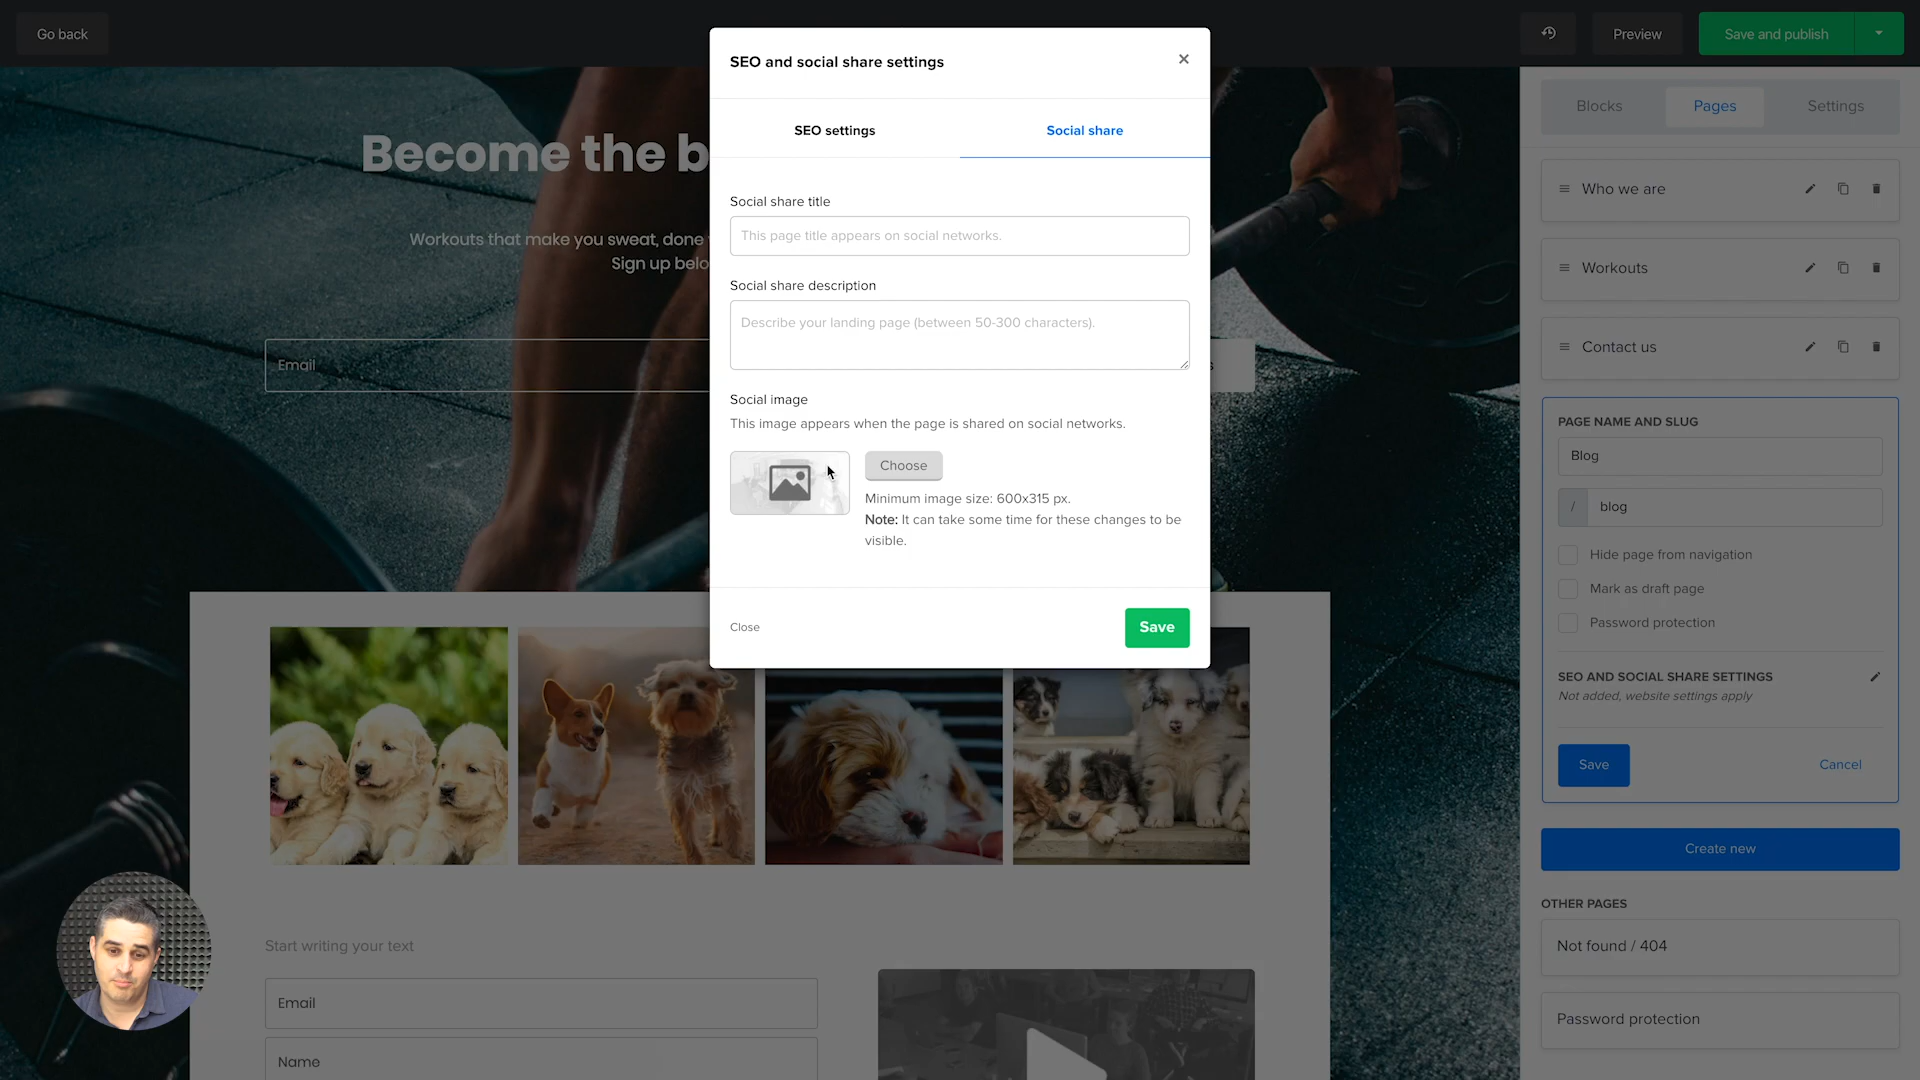 Go back
Preview
Save and publish
Become the b
Workouts that make you sweat, done
Sign up belo
Email
SEO and social share settings
×
SEO settings
Social share
Social share title
This page title appears on social networks.
Social share description
Describe your landing page (between 50-300 characters).
Social image
This image appears when the page is shared on social networks.
Choose
Minimum image size: 600x315 px.
Note: It can take some time for these changes to be
visible.
Close
Save
Blocks
Pages
Settings
Who we are
Workouts
Contact us
PAGE NAME AND SLUG
Blog
/ blog
Hide page from navigation
Mark as draft page
Password protection
SEO AND SOCIAL SHARE SETTINGS
Not added, website settings apply
Save
Cancel
Create new
OTHER PAGES
Not found / 404
Password protection
Start writing your text
Email
Name